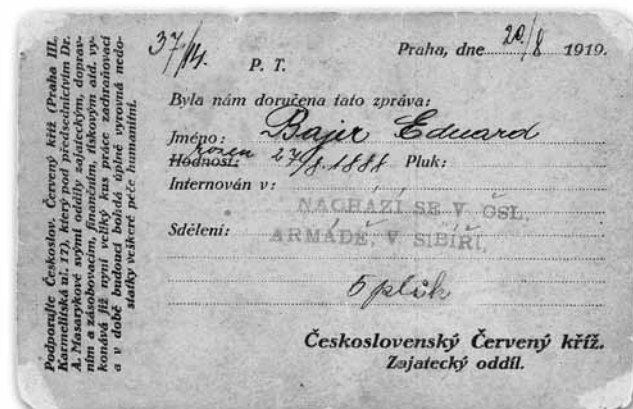 37/14.
Praha, dne 20/8 1919.
P. T.
Byla nám doručena tato zpráva:
Jméno: Bajer Eduard
Hodnost: rozen 27/8. 1888 Pluk:
Internován v:
NACHÁZÍ SE V ČSL.
Sdělení: ARMÁDĚ, V SIBIŘI.
5 pluk
Československý Červený kříž.
Zajatecký oddíl.
Podporujte Českoslov. Červený kříž (Praha III.,
Karmelitská ul. 17), který pod předsednictvím Dr.
A. Masarykové svými oddíly zajateckým, doprav-
ním a zásobovacím, finančním, tiskovým atd. vy-
konává již nyní veliký kus práce zachraňovací
a v době budoucí bohdá úplně vyrovná nedo-
statky veškeré péče humanitní.